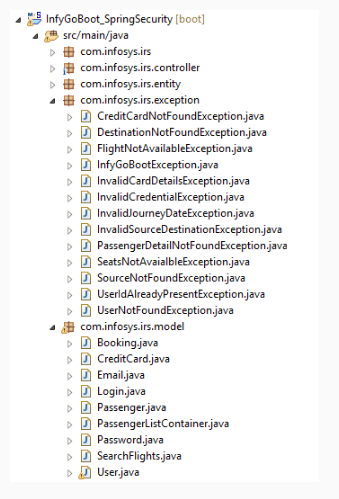 InfyGoBoot_SpringSecurity [boot]
src/main/java
com.infosys.irs
com.infosys.irs.controller
com.infosys.irs.entity
com.infosys.irs.exception
CreditCardNotFoundException.java
DestinationNotFoundException.java
FlightNotAvailableException.java
InfyGoBootException.java
InvalidCardDetailsException.java
InvalidCredentialException.java
InvalidJourneyDateException.java
InvalidSourceDestinationException.java
PassengerDetailNotFoundException.java
SeatsNotAvaialbleException.java
SourceNotFoundException.java
UserIdAlreadyPresentException.java
UserNotFoundException.java
com.infosys.irs.model
Booking.java
CreditCard.java
Email.java
Login.java
Passenger.java
PassengerListContainer.java
Password.java
SearchFlights.java
User.java